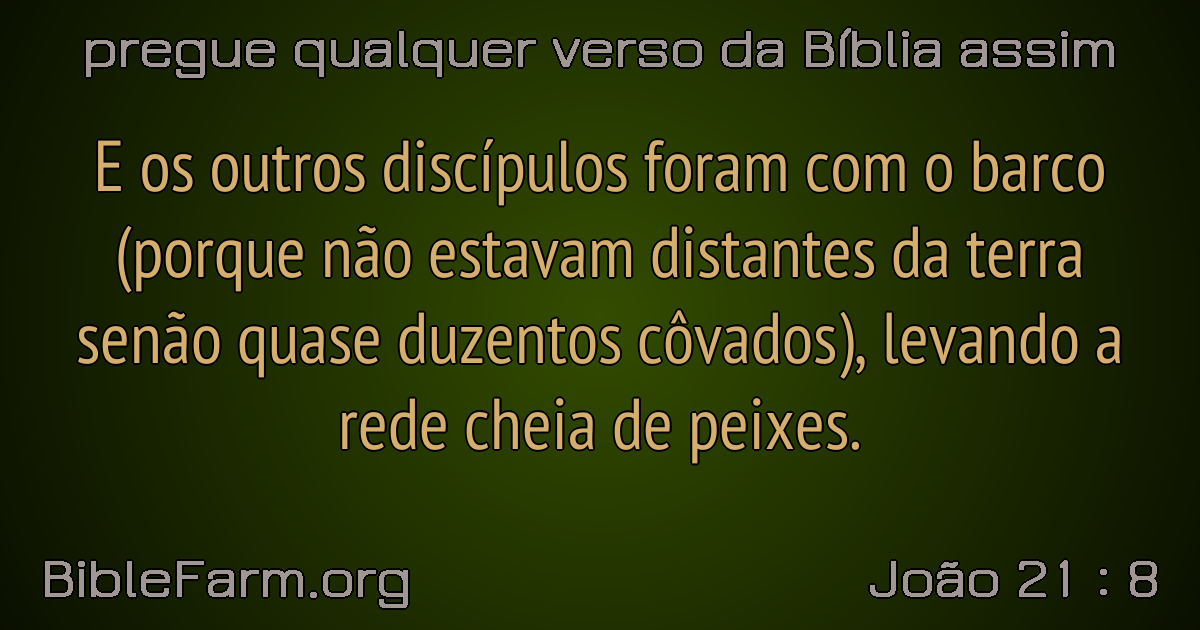 pregue qualquer verso da Bíblia assim
E os outros discípulos foram com o barco
(porque não estavam distantes da terra
senão quase duzentos côvados), levando a
rede cheia de peixes.
BibleFarm.org
João 21 : 8